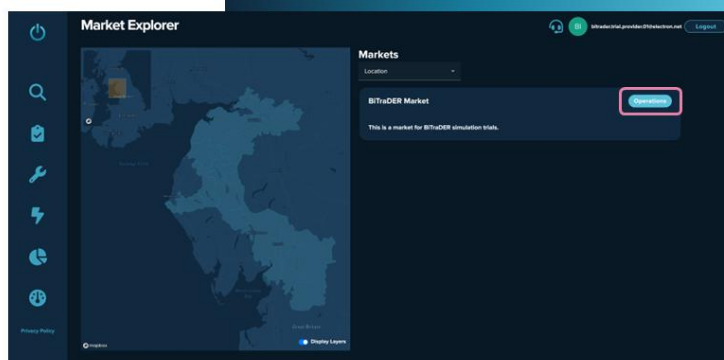 Market Explorer
BI
bitradertrial.provider.01@electron.net
Logout
Markets
Location
BiTraDER Market
Operations
This is a market for BiTraDER simulation trials.
Privacy Policy
mapbox
Display Layers